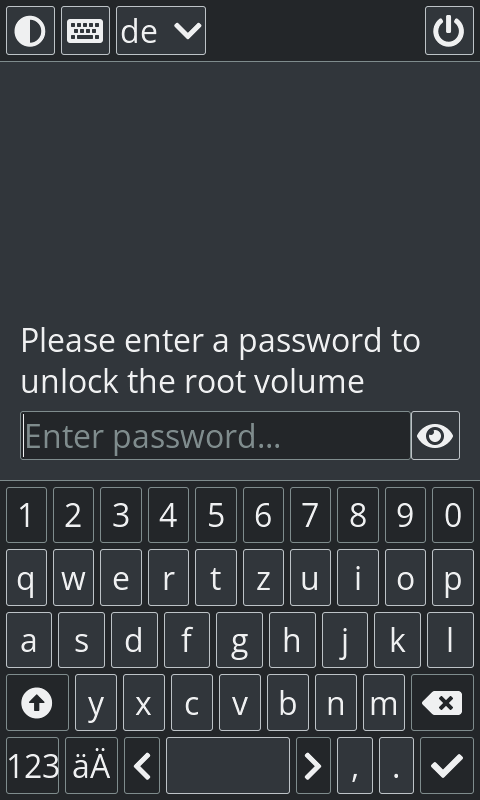 de
Please enter a password to
unlock the root volume
Enter password...
1 2 3 4 5 6 7 8 9 0
q w e r t z u i o p
a s d f g h j k l
y x c v b n m
123 äÄ , .